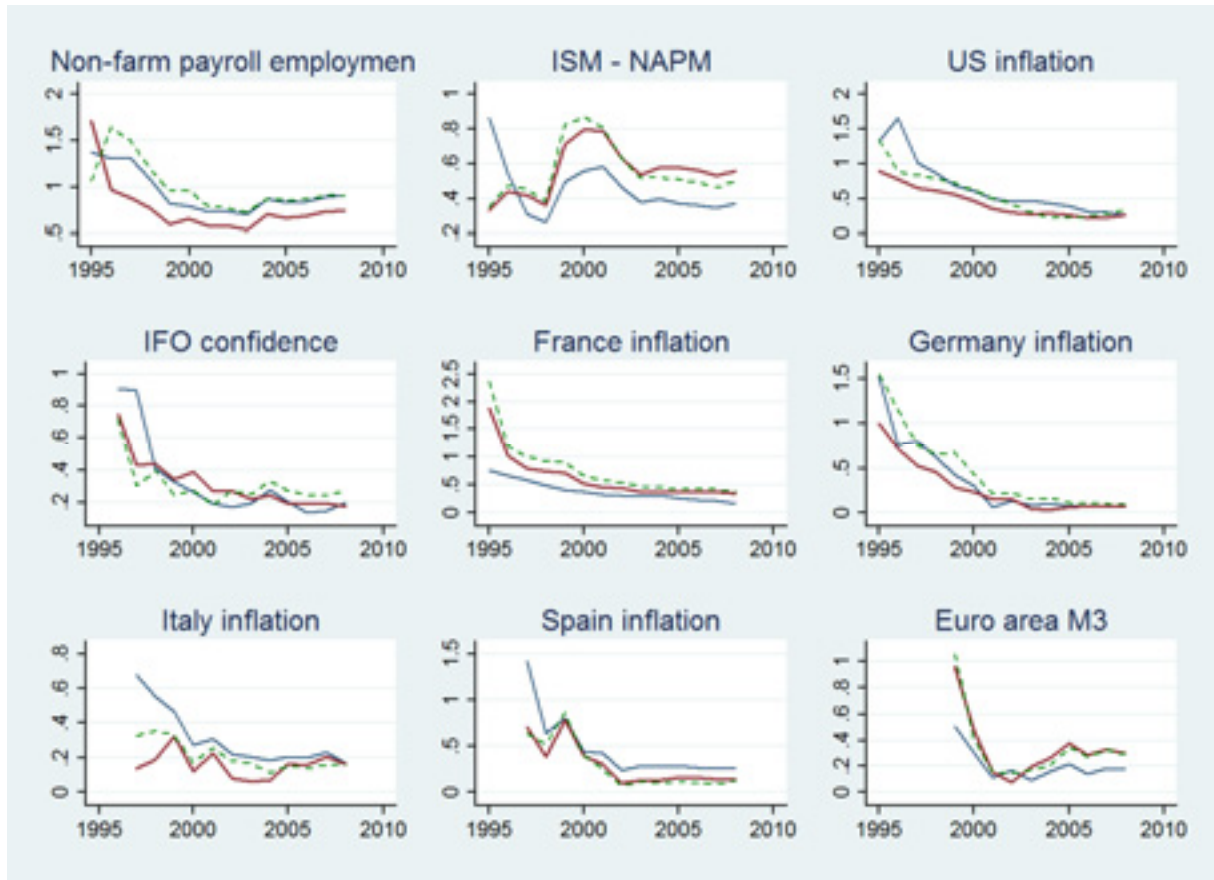 Non-farm payroll employmen
.5 1 1.5 2
1995 2000 2005 2010
ISM - NAPM
.2 .4 .6 .8 1
1995 2000 2005 2010
US inflation
0 .5 1 1.5 2
1995 2000 2005 2010
IFO confidence
.2 .4 .6 .8 1
1995 2000 2005 2010
France inflation
0 .5 1 1.5 2 2.5
1995 2000 2005 2010
Germany inflation
0 .5 1 1.5
1995 2000 2005 2010
Italy inflation
0 .2 .4 .6 .8
1995 2000 2005 2010
Spain inflation
0 .5 1 1.5
1995 2000 2005 2010
Euro area M3
0 .2 .4 .6 .8 1
1995 2000 2005 2010